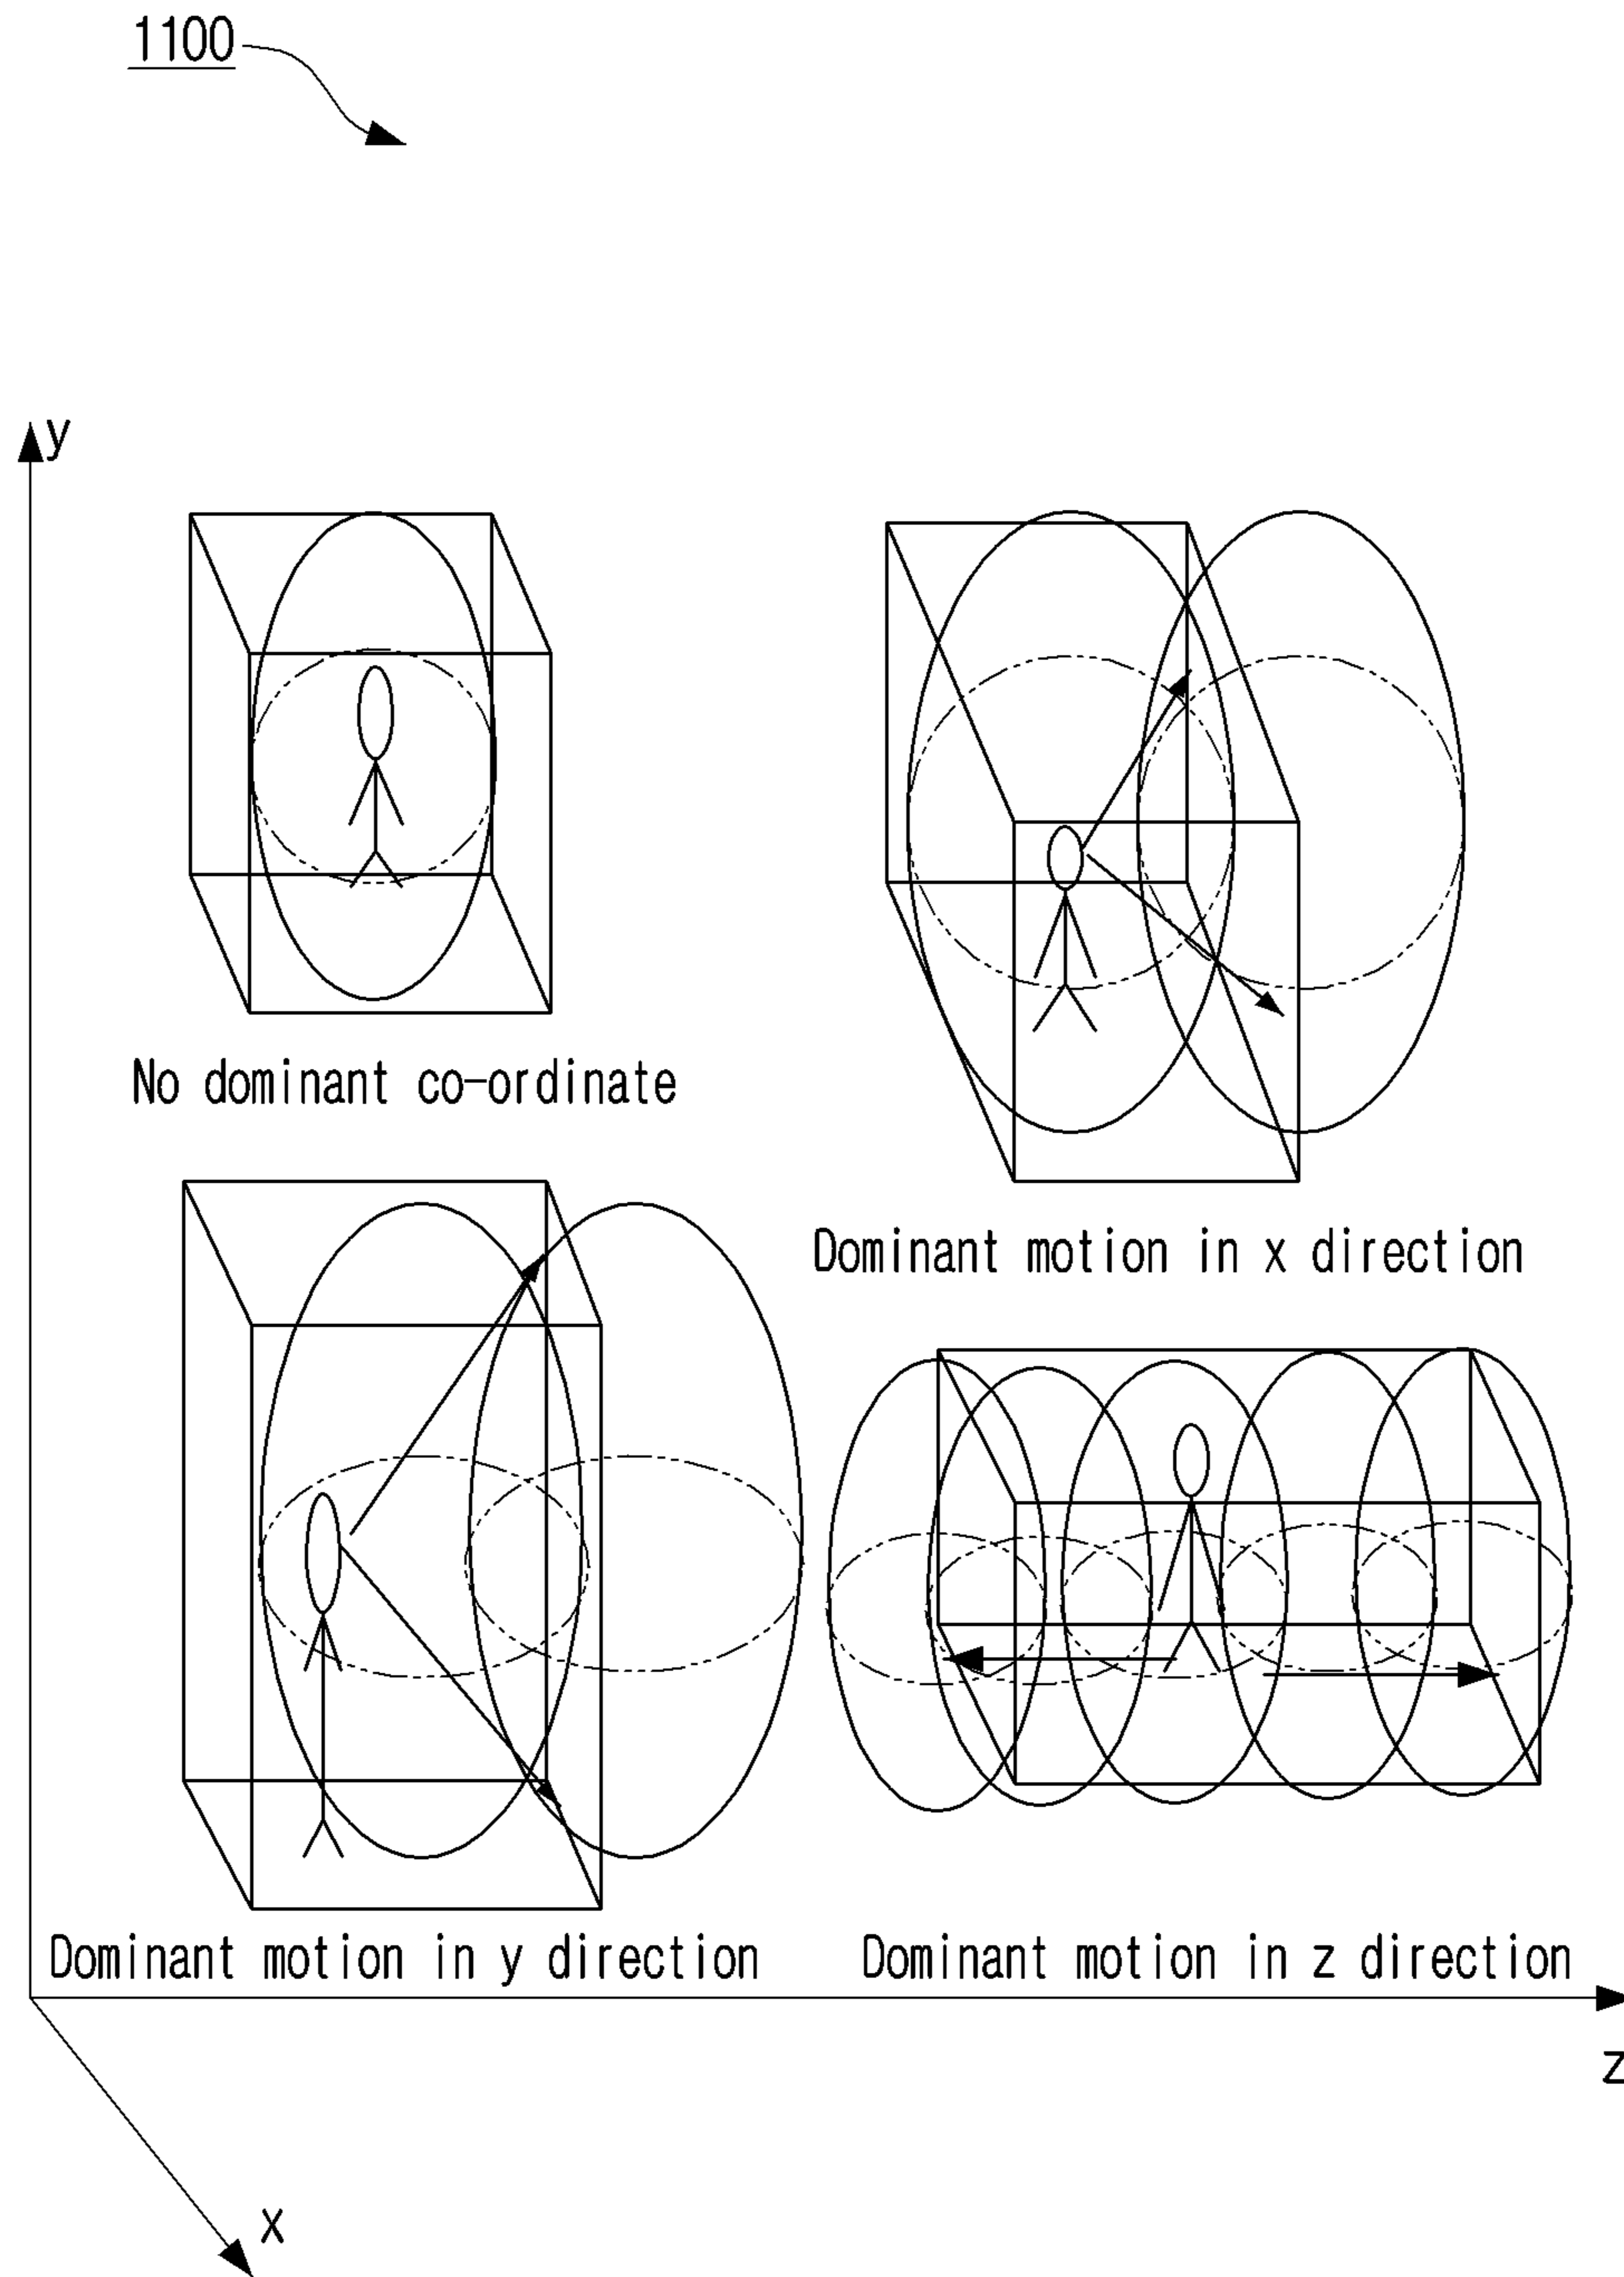 1100
y
No dominant co-ordinate
Dominant motion in x direction
Dominant motion in y direction
Dominant motion in z direction
z
x